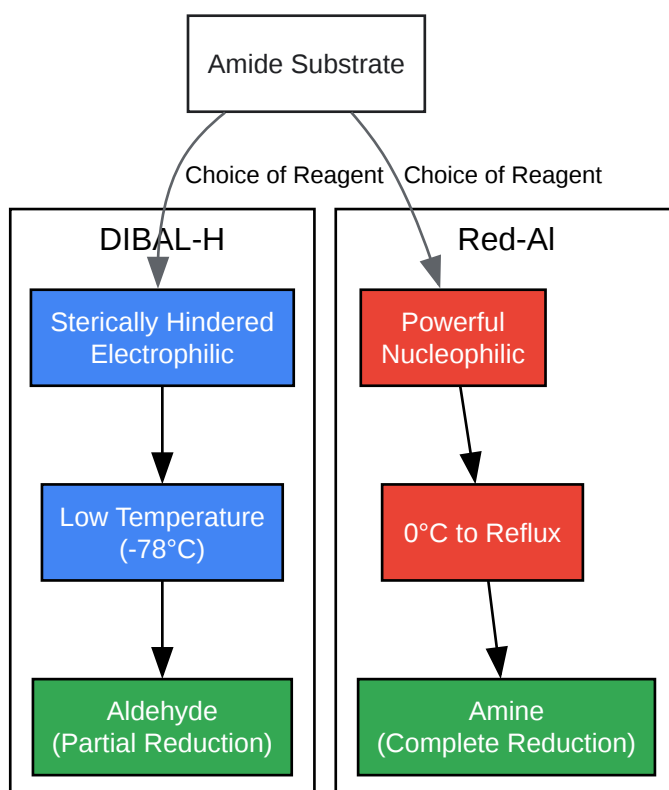 Amide Substrate
Choice of Reagent
Choice of Reagent
DIBAL-H
Sterically Hindered
Electrophilic
Low Temperature
(-78°C)
Aldehyde
(Partial Reduction)
Red-Al
Powerful
Nucleophilic
0°C to Reflux
Amine
(Complete Reduction)